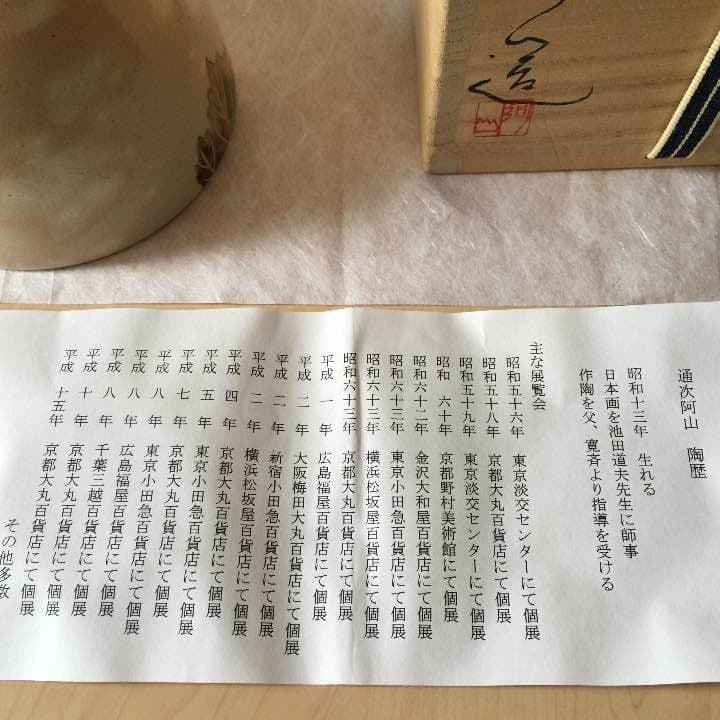 造
通次阿山 陶歴
昭和十三年 生れる
日本画を池田道夫先生に師事
作陶を父、寛斉より指導を受ける
主な展覧会
昭和五十六年 東京淡交センターにて個展
昭和五十八年 京都大丸百貨店にて個展
昭和五十九年 東京淡交センターにて個展
昭和 六十年 京都野村美術館にて個展
昭和六十二年 金沢大和屋百貨店にて個展
昭和六十三年 東京小田急百貨店にて個展
昭和六十三年 横浜松坂屋百貨店にて個展
昭和六十三年 京都大丸百貨店にて個展
平成 一年 広島福屋百貨店にて個展
平成 二年 大阪梅田大丸百貨店にて個展
平成 二年 新宿小田急百貨店にて個展
平成 二年 横浜松坂屋百貨店にて個展
平成 四年 京都大丸百貨店にて個展
平成 五年 東京小田急百貨店にて個展
平成 七年 京都大丸百貨店にて個展
平成 八年 東京小田急百貨店にて個展
平成 八年 広島福屋百貨店にて個展
平成 八年 千葉三越百貨店にて個展
平成 十年 京都大丸百貨店にて個展
平成 十五年 京都大丸百貨店にて個展
その他多数